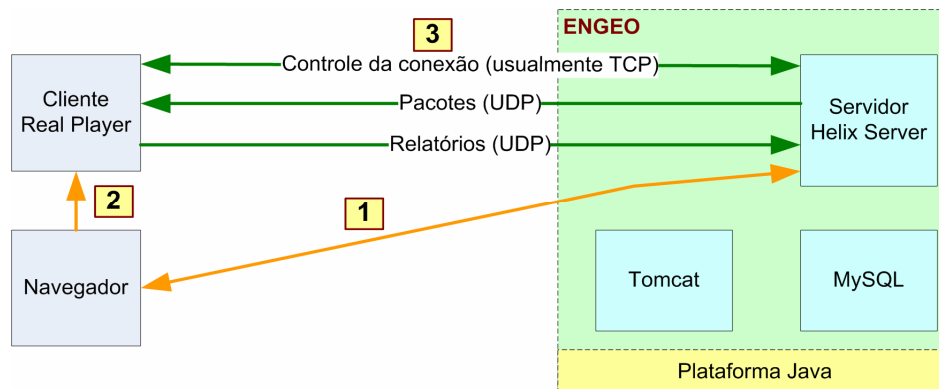 3
ENGEO
Controle da conexão (usualmente TCP)
Cliente
Real Player
Pacotes (UDP)
Servidor
Helix Server
Relatórios (UDP)
2
1
Navegador
Tomcat
MySQL
Plataforma Java